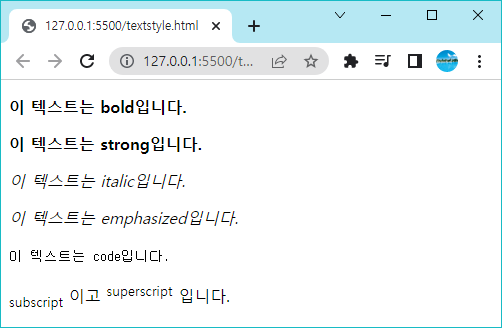 127.0.0.1:5500/textstyle.html
127.0.0.1:5500/t...
이 텍스트는 bold입니다.
이 텍스트는 strong입니다.
이 텍스트는 italic입니다.
이 텍스트는 emphasized입니다.
이 텍스트는 code입니다.
subscript 이고 superscript 입니다.